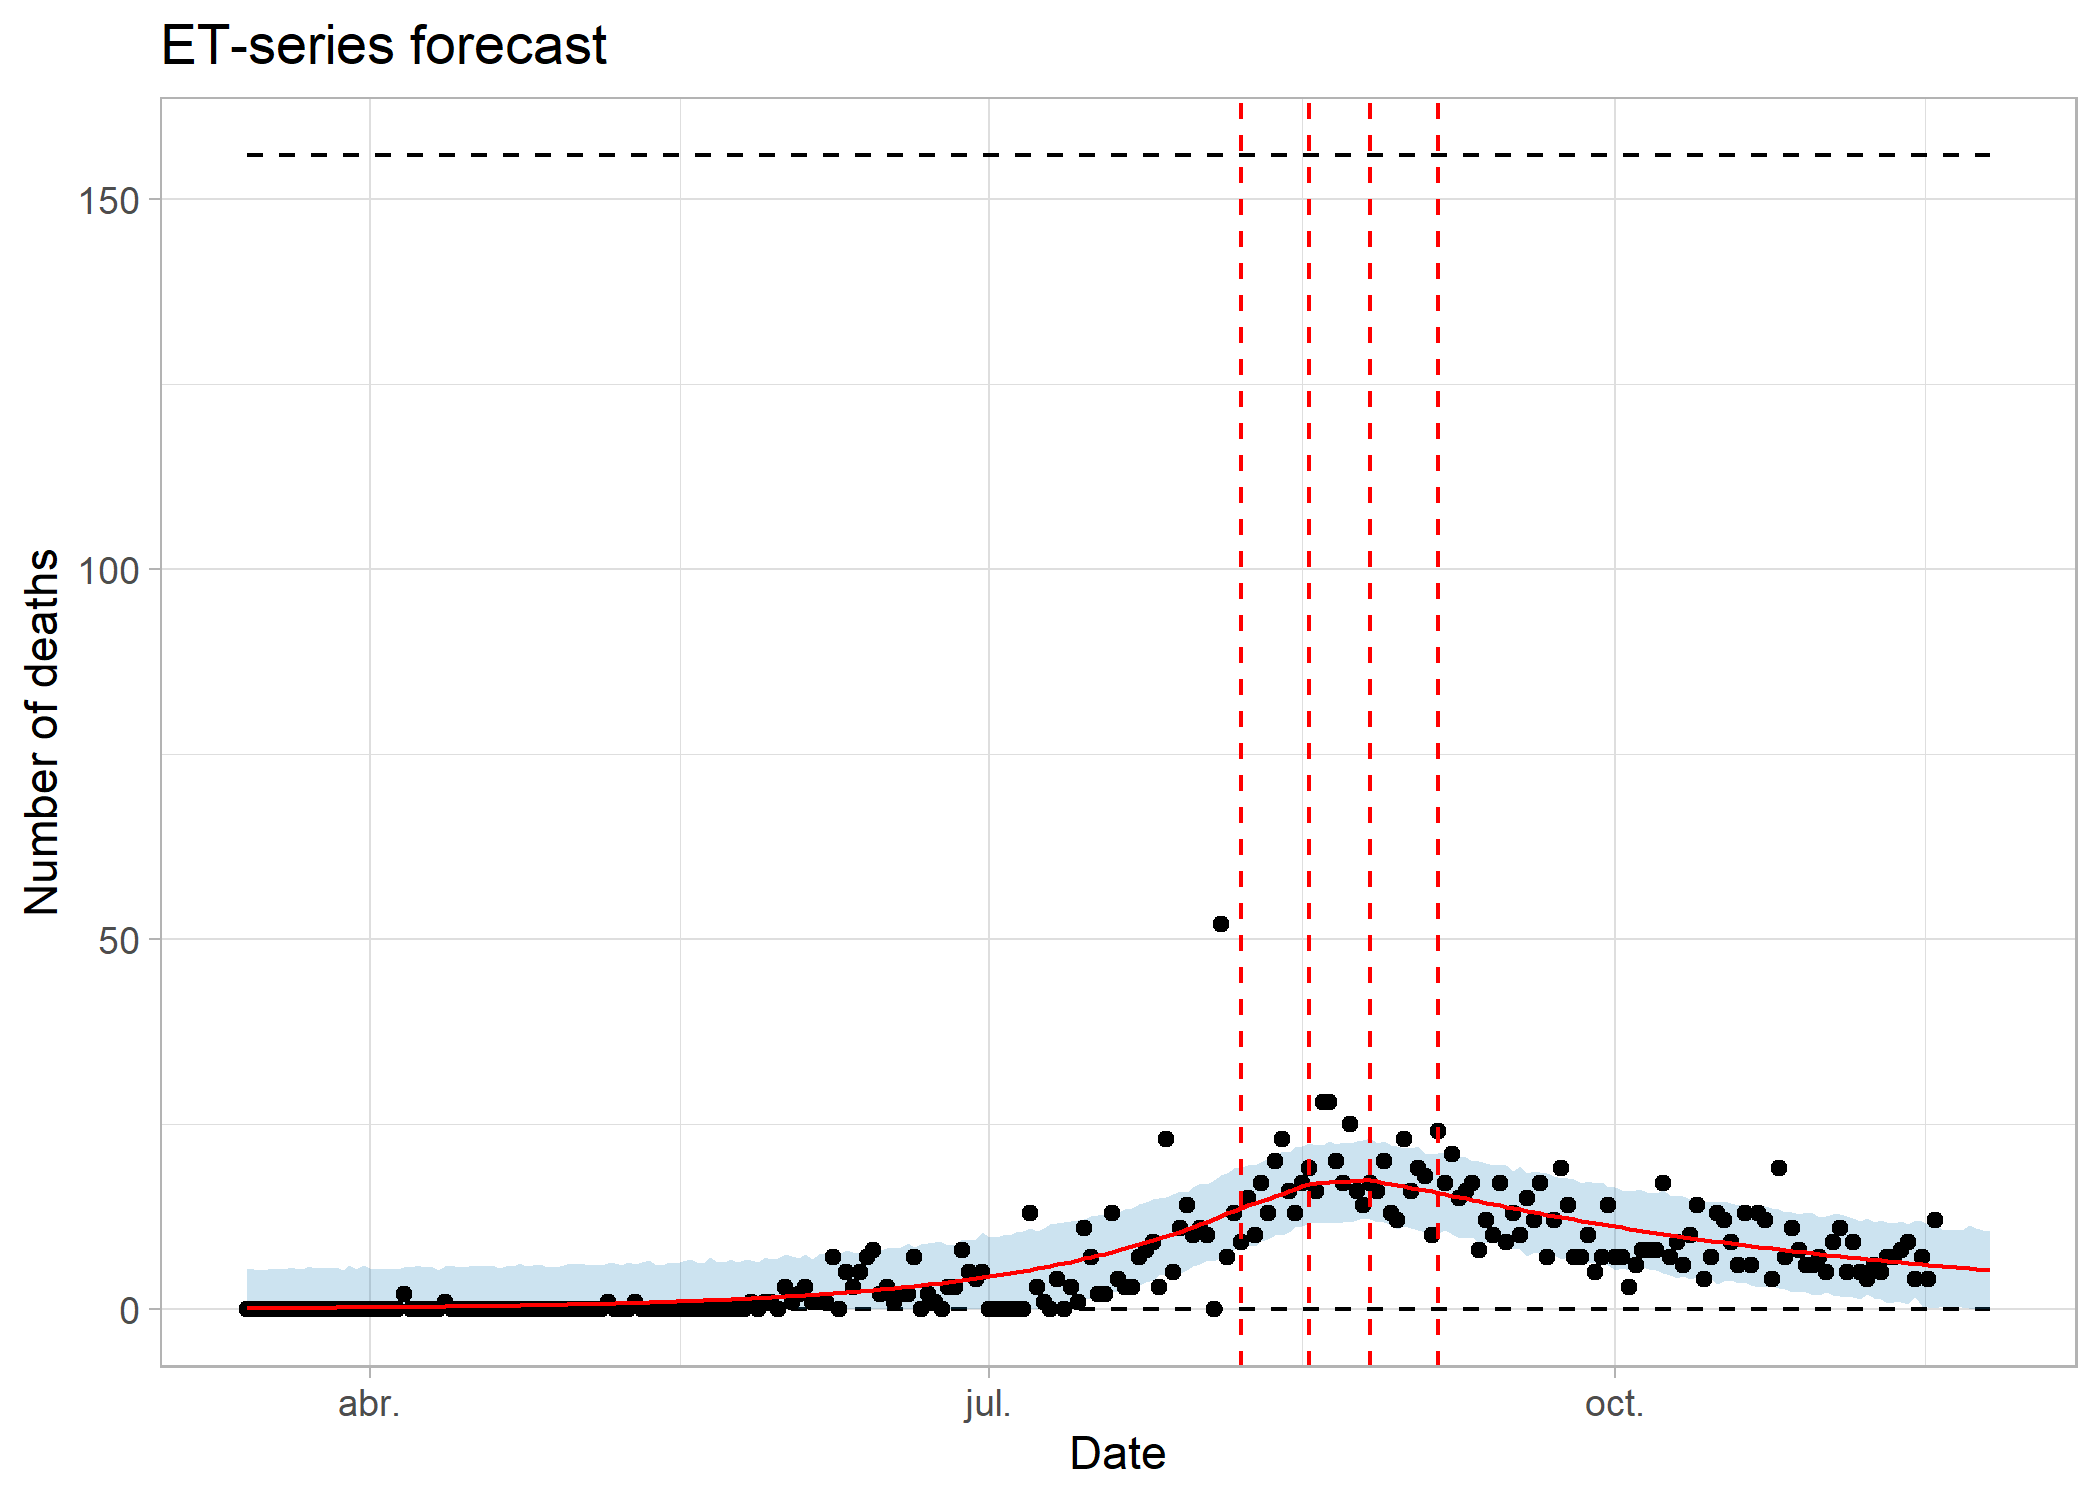 ET-series forecast
Number of deaths
150
100
50
0
abr.
jul.
oct.
Date